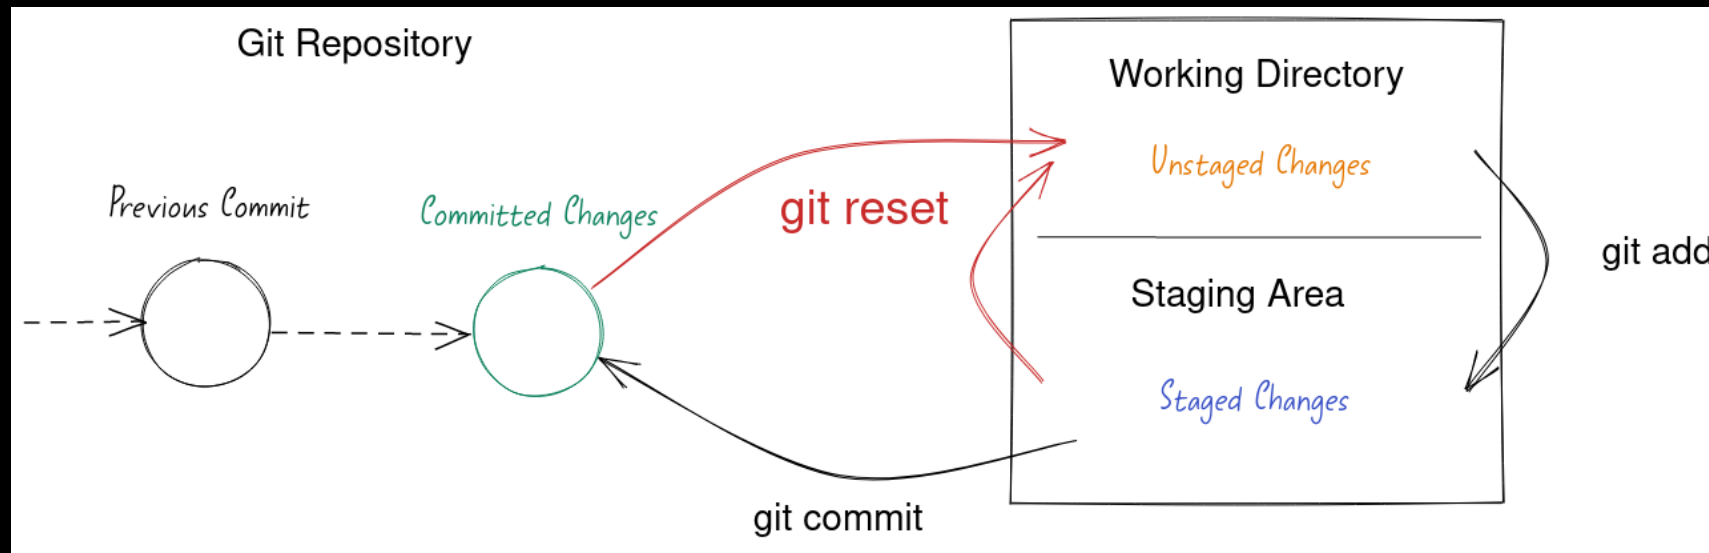 Git Repository
Working Directory
Unstaged Changes
Previous Commit
Committed Changes
git reset
git add
Staging Area
Staged Changes
git commit